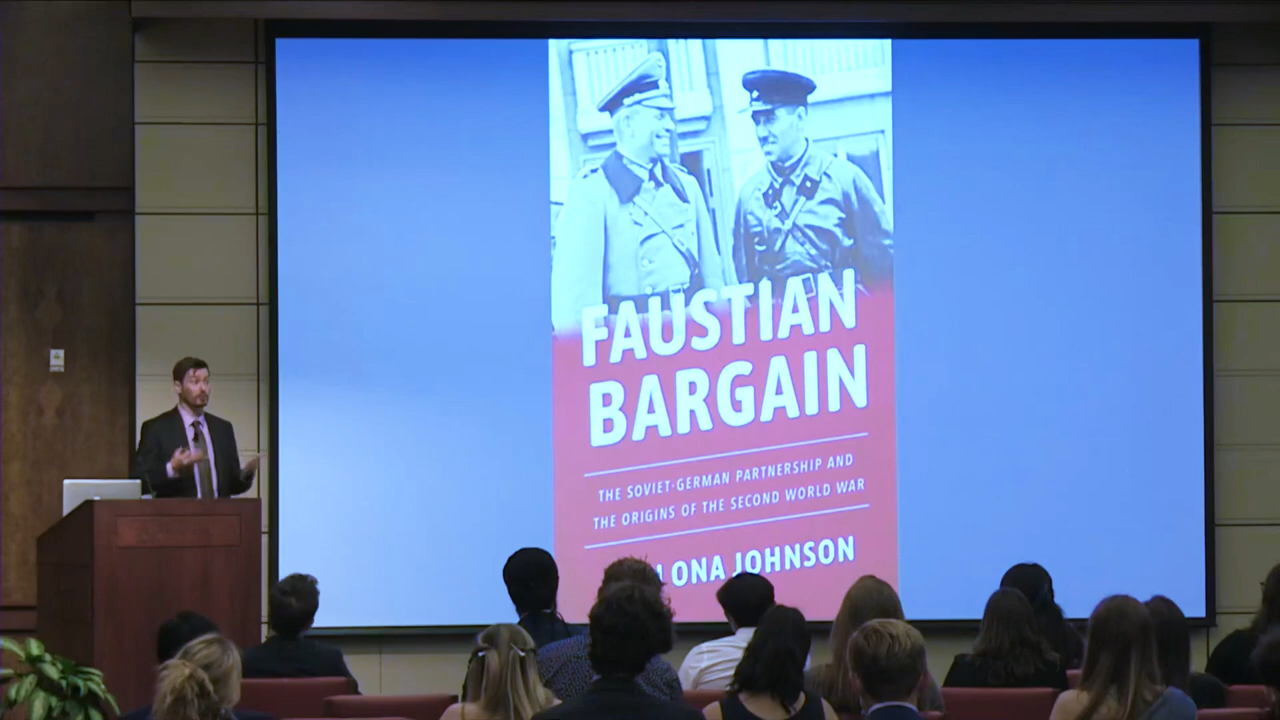 FAUSTIAN
BARGAIN
THE SOVIET-GERMAN PARTNERSHIP AND
THE ORIGINS OF THE SECOND WORLD WAR
ONA JOHNSON